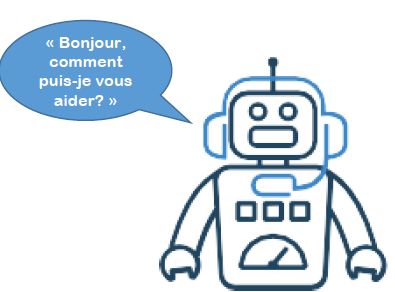 « Bonjour,
comment
puis-je vous
aider? »